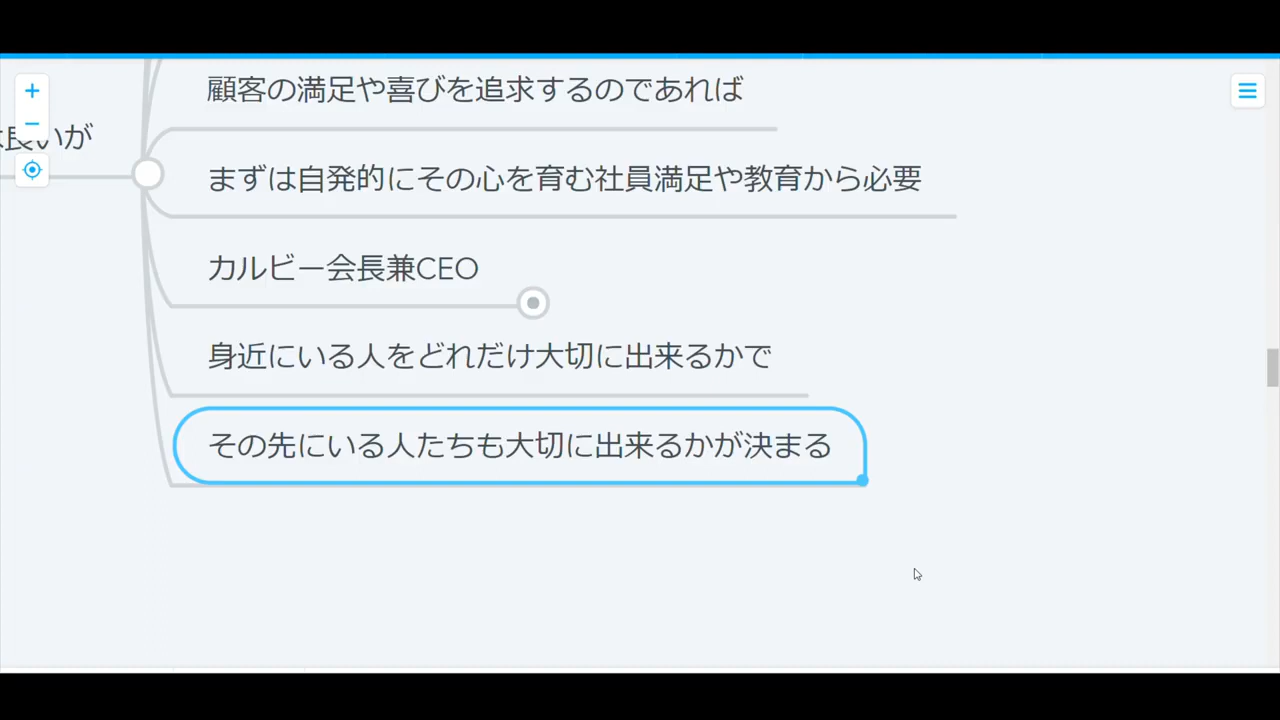 顧客の満足や喜びを追求するのであれば
良いが
まずは自発的にその心を育む社員満足や教育から必要
カルビー会長兼CEO
身近にいる人をどれだけ大切に出来るかで
その先にいる人たちも大切に出来るかが決まる